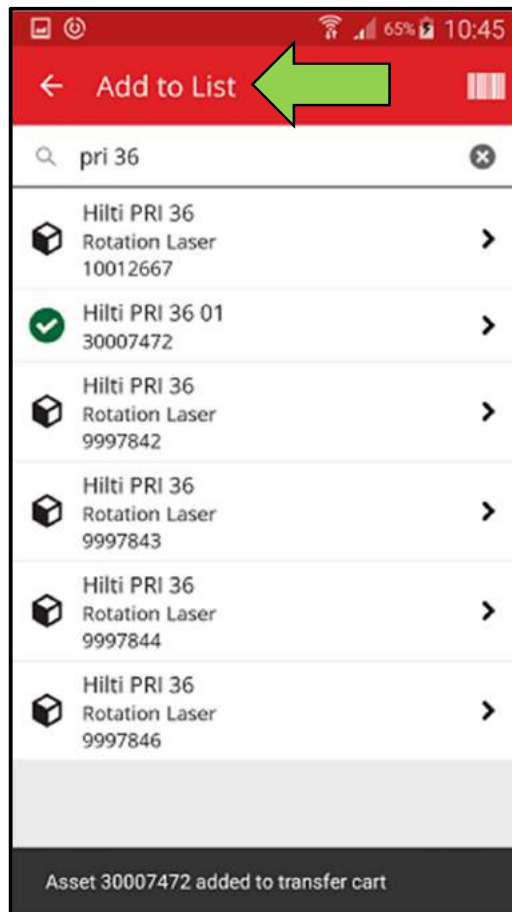 65% 10:45
Add to List
pri 36
Hilti PRI 36
Rotation Laser
10012667
Hilti PRI 36 01
30007472
Hilti PRI 36
Rotation Laser
9997842
Hilti PRI 36
Rotation Laser
9997843
Hilti PRI 36
Rotation Laser
9997844
Hilti PRI 36
Rotation Laser
9997846
Asset 30007472 added to transfer cart